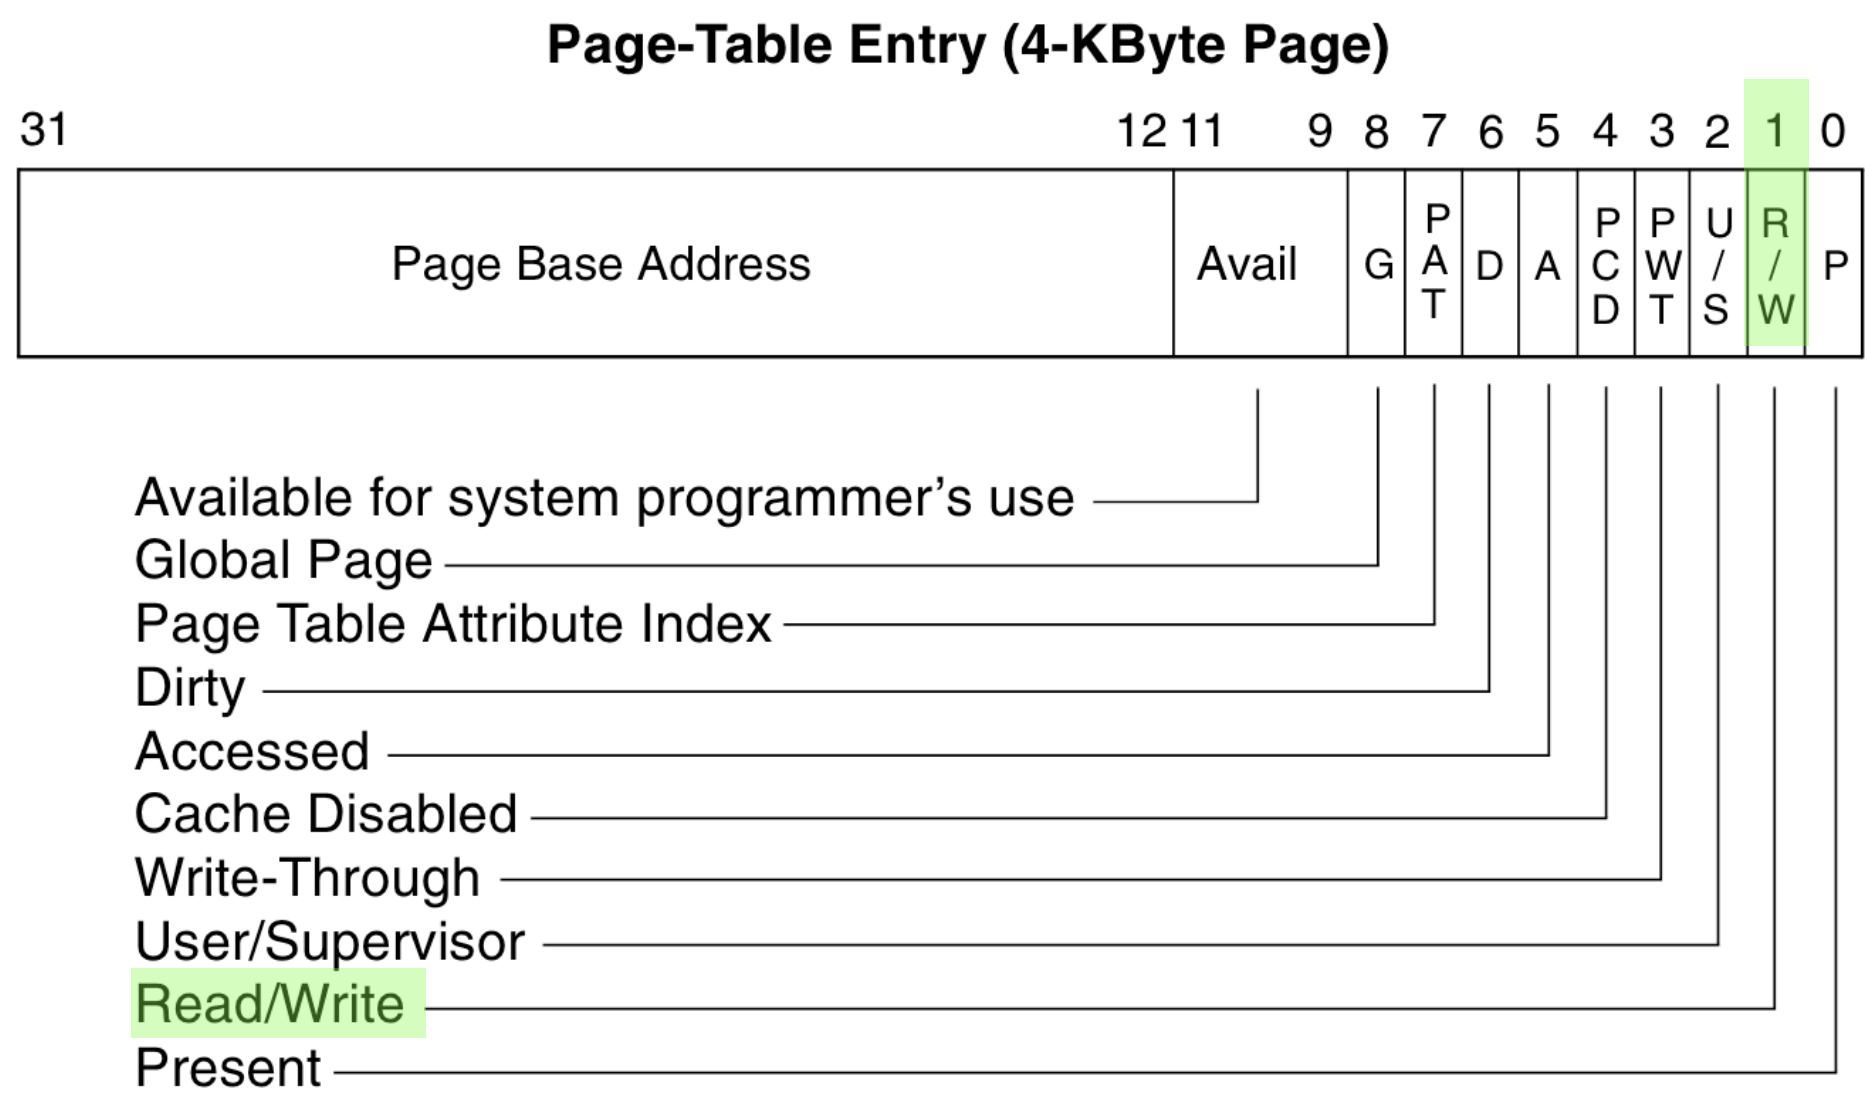 Page-Table Entry (4-KByte Page)
31 12 11 9 8 7 6 5 4 3 2 1 0
Page Base Address Avail G PAT D A PCD PWT U/S R/W P
Available for system programmer’s use
Global Page
Page Table Attribute Index
Dirty
Accessed
Cache Disabled
Write-Through
User/Supervisor
Read/Write
Present